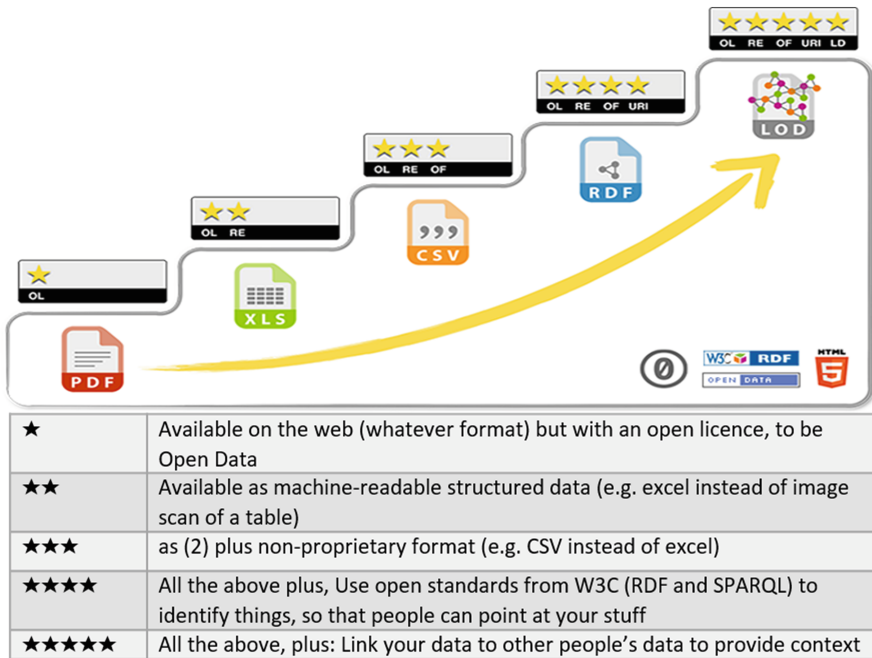 OL RE OF URI LD
LOD
OL RE OF URI
RDF
OL RE OF
CSV
OL RE
XLS
OL
PDF
0
W3C RDF
OPEN DATA
HTML
5
★ Available on the web (whatever format) but with an open licence, to be
Open Data
★★ Available as machine-readable structured data (e.g. excel instead of image
scan of a table)
★★★ as (2) plus non-proprietary format (e.g. CSV instead of excel)
★★★★ All the above plus, Use open standards from W3C (RDF and SPARQL) to
identify things, so that people can point at your stuff
★★★★★ All the above, plus: Link your data to other people’s data to provide context